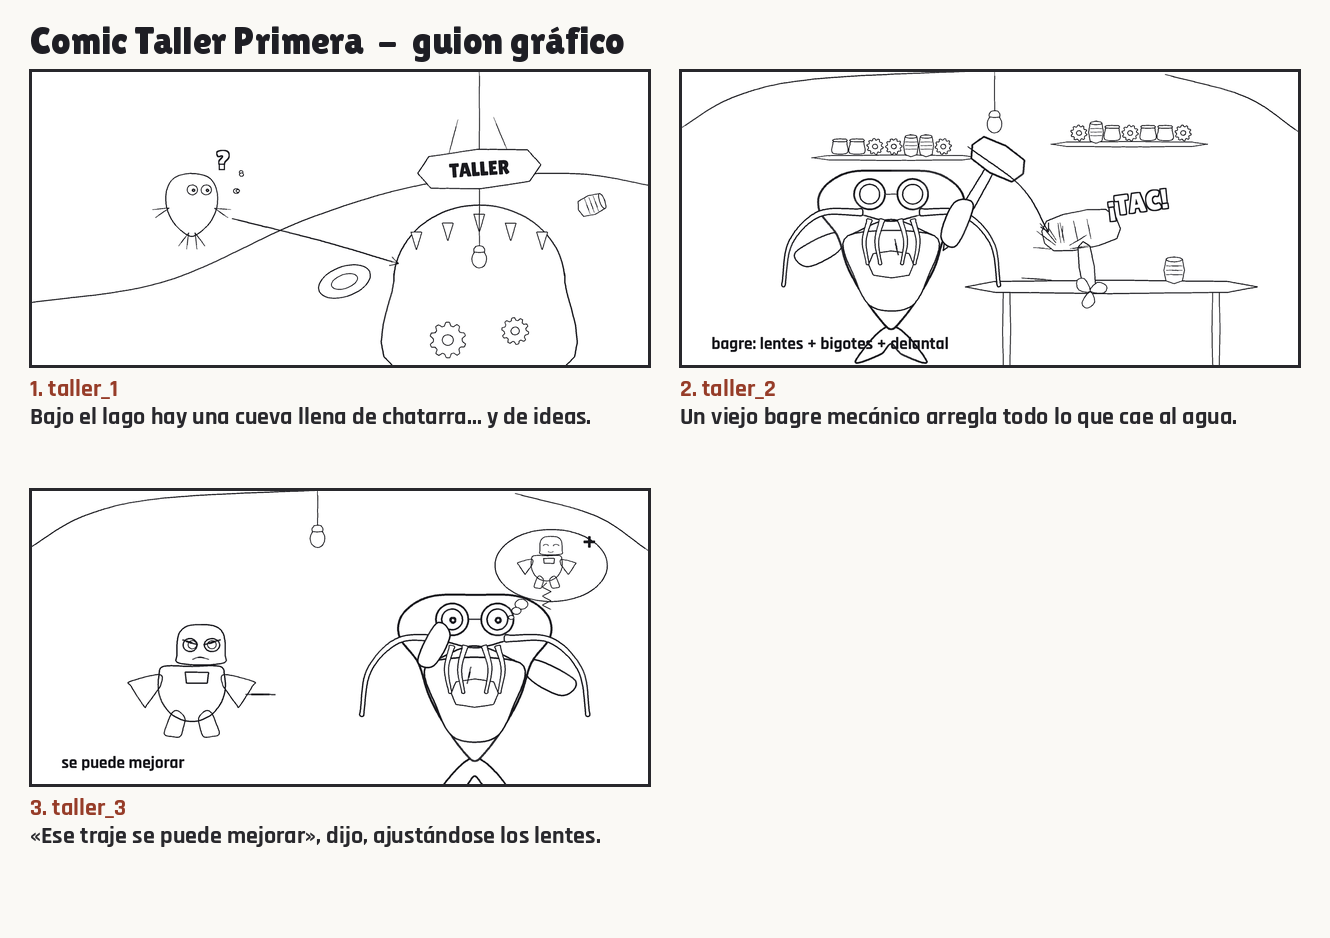 Comic Taller Primera – guion gráfico
?
TALLER
1. taller_1
Bajo el lago hay una cueva llena de chatarra... y de ideas.
¡TAC!
bagre: lentes + bigotes + delantal
2. taller_2
Un viejo bagre mecánico arregla todo lo que cae al agua.
+
se puede mejorar
3. taller_3
«Ese traje se puede mejorar», dijo, ajustándose los lentes.